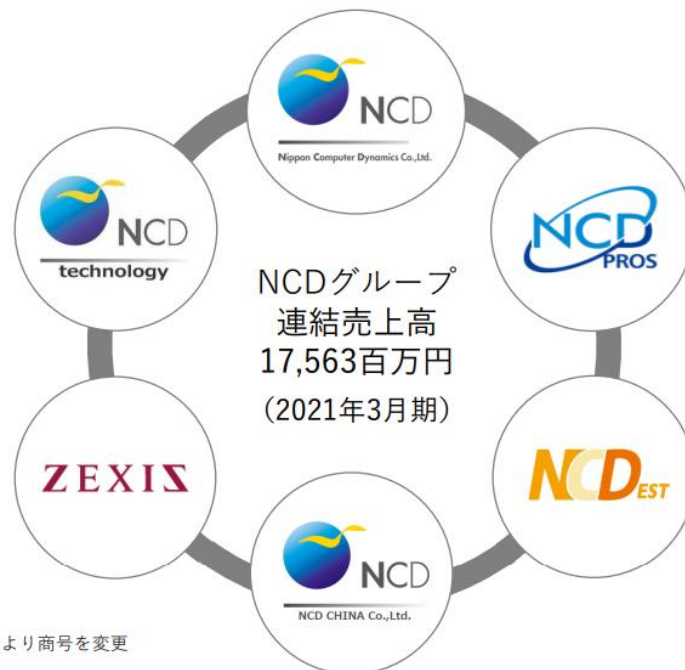 NCD
Nippon Computer Dynamics Co.,Ltd.
NCD
technology
NCD
PROS
NCDグループ
連結売上高
17,563百万円
（2021年3月期）
ZEXIS
NCD EST
NCD
NCD CHINA Co.,Ltd.
より商号を変更